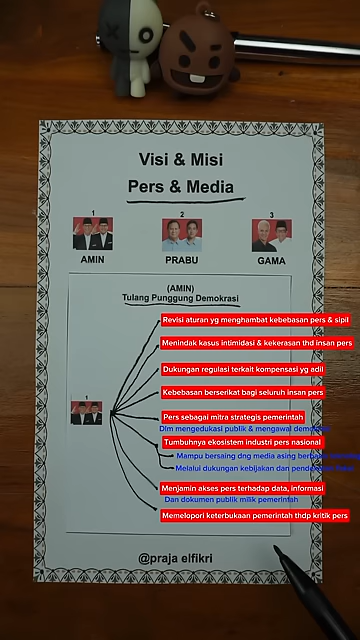 Visi & Misi
Pers & Media
1
2
3
AMIN
PRABU
GAMA
(AMIN)
Tulang Punggung Demokrasi
Revisi aturan yg menghambat kebebasan pers & sipil
Menindak kasus intimidasi & kekerasan thd insan pers
Dukungan regulasi terkait kompensasi yg adil
Kebebasan berserikat bagi seluruh insan pers
1
Pers sebagai mitra strategis pemerintah
Dlm mengedukasi publik & mengawal
Tumbuhnya ekosistem industri pers nasional
Mampu bersaing dng media asing
Melalui dukungan kebijakan dan
Menjamin akses pers terhadap data, informasi
Dan dokumen publik milik pemerintah
Memelopori keterbukaan pemerintah thdp kritik pers
@praja elfikri